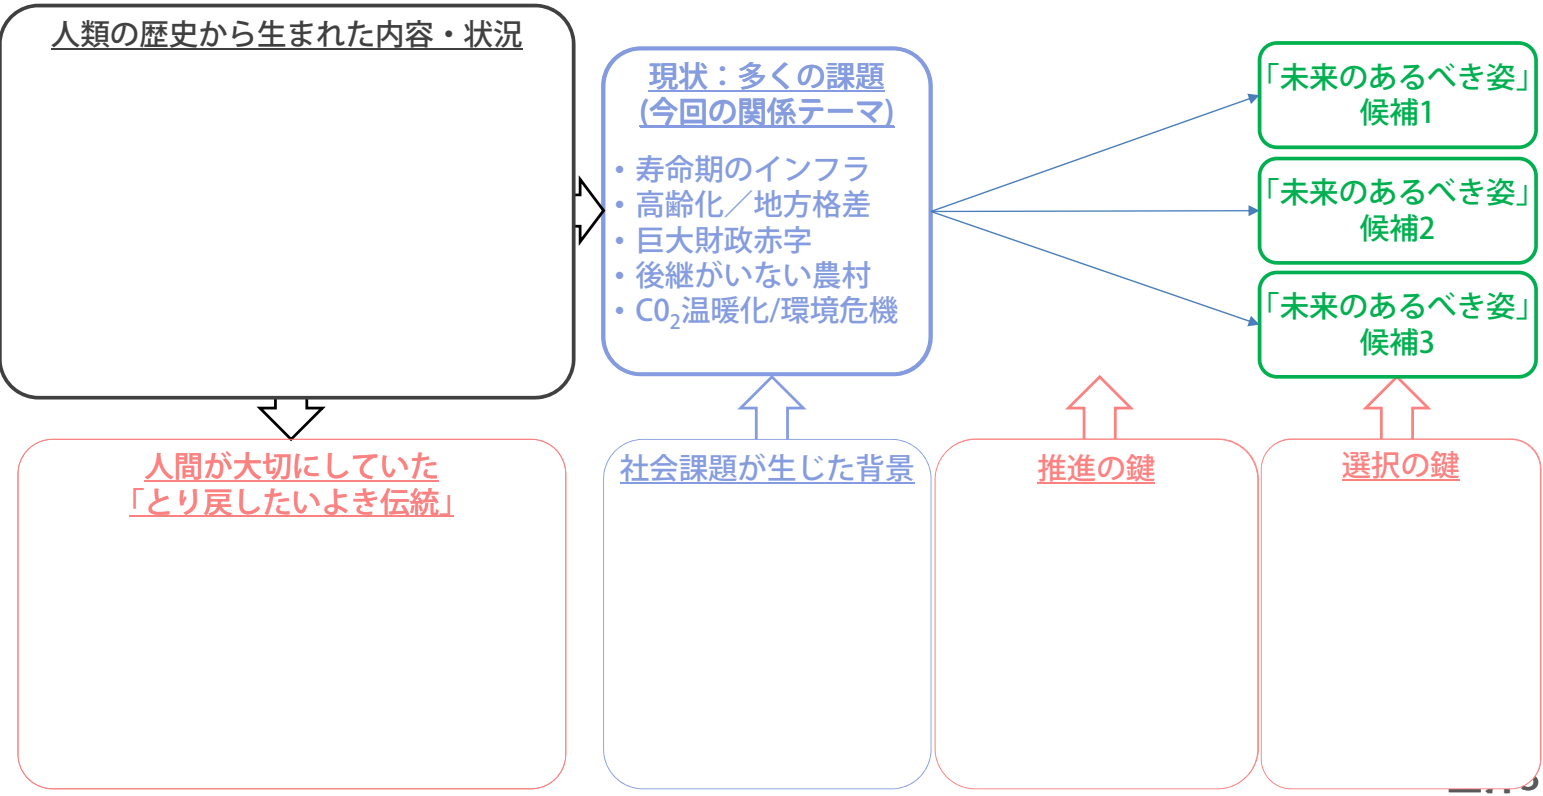 人類の歴史から生まれた内容・状況
現状：多くの課題
(今回の関係テーマ)
• 寿命期のインフラ
• 高齢化／地方格差
• 巨大財政赤字
• 後継がいない農村
• C0₂温暖化/環境危機
「未来のあるべき姿」
候補1
「未来のあるべき姿」
候補2
「未来のあるべき姿」
候補3
人間が大切にしていた
「とり戻したいよき伝統」
社会課題が生じた背景
推進の鍵
選択の鍵